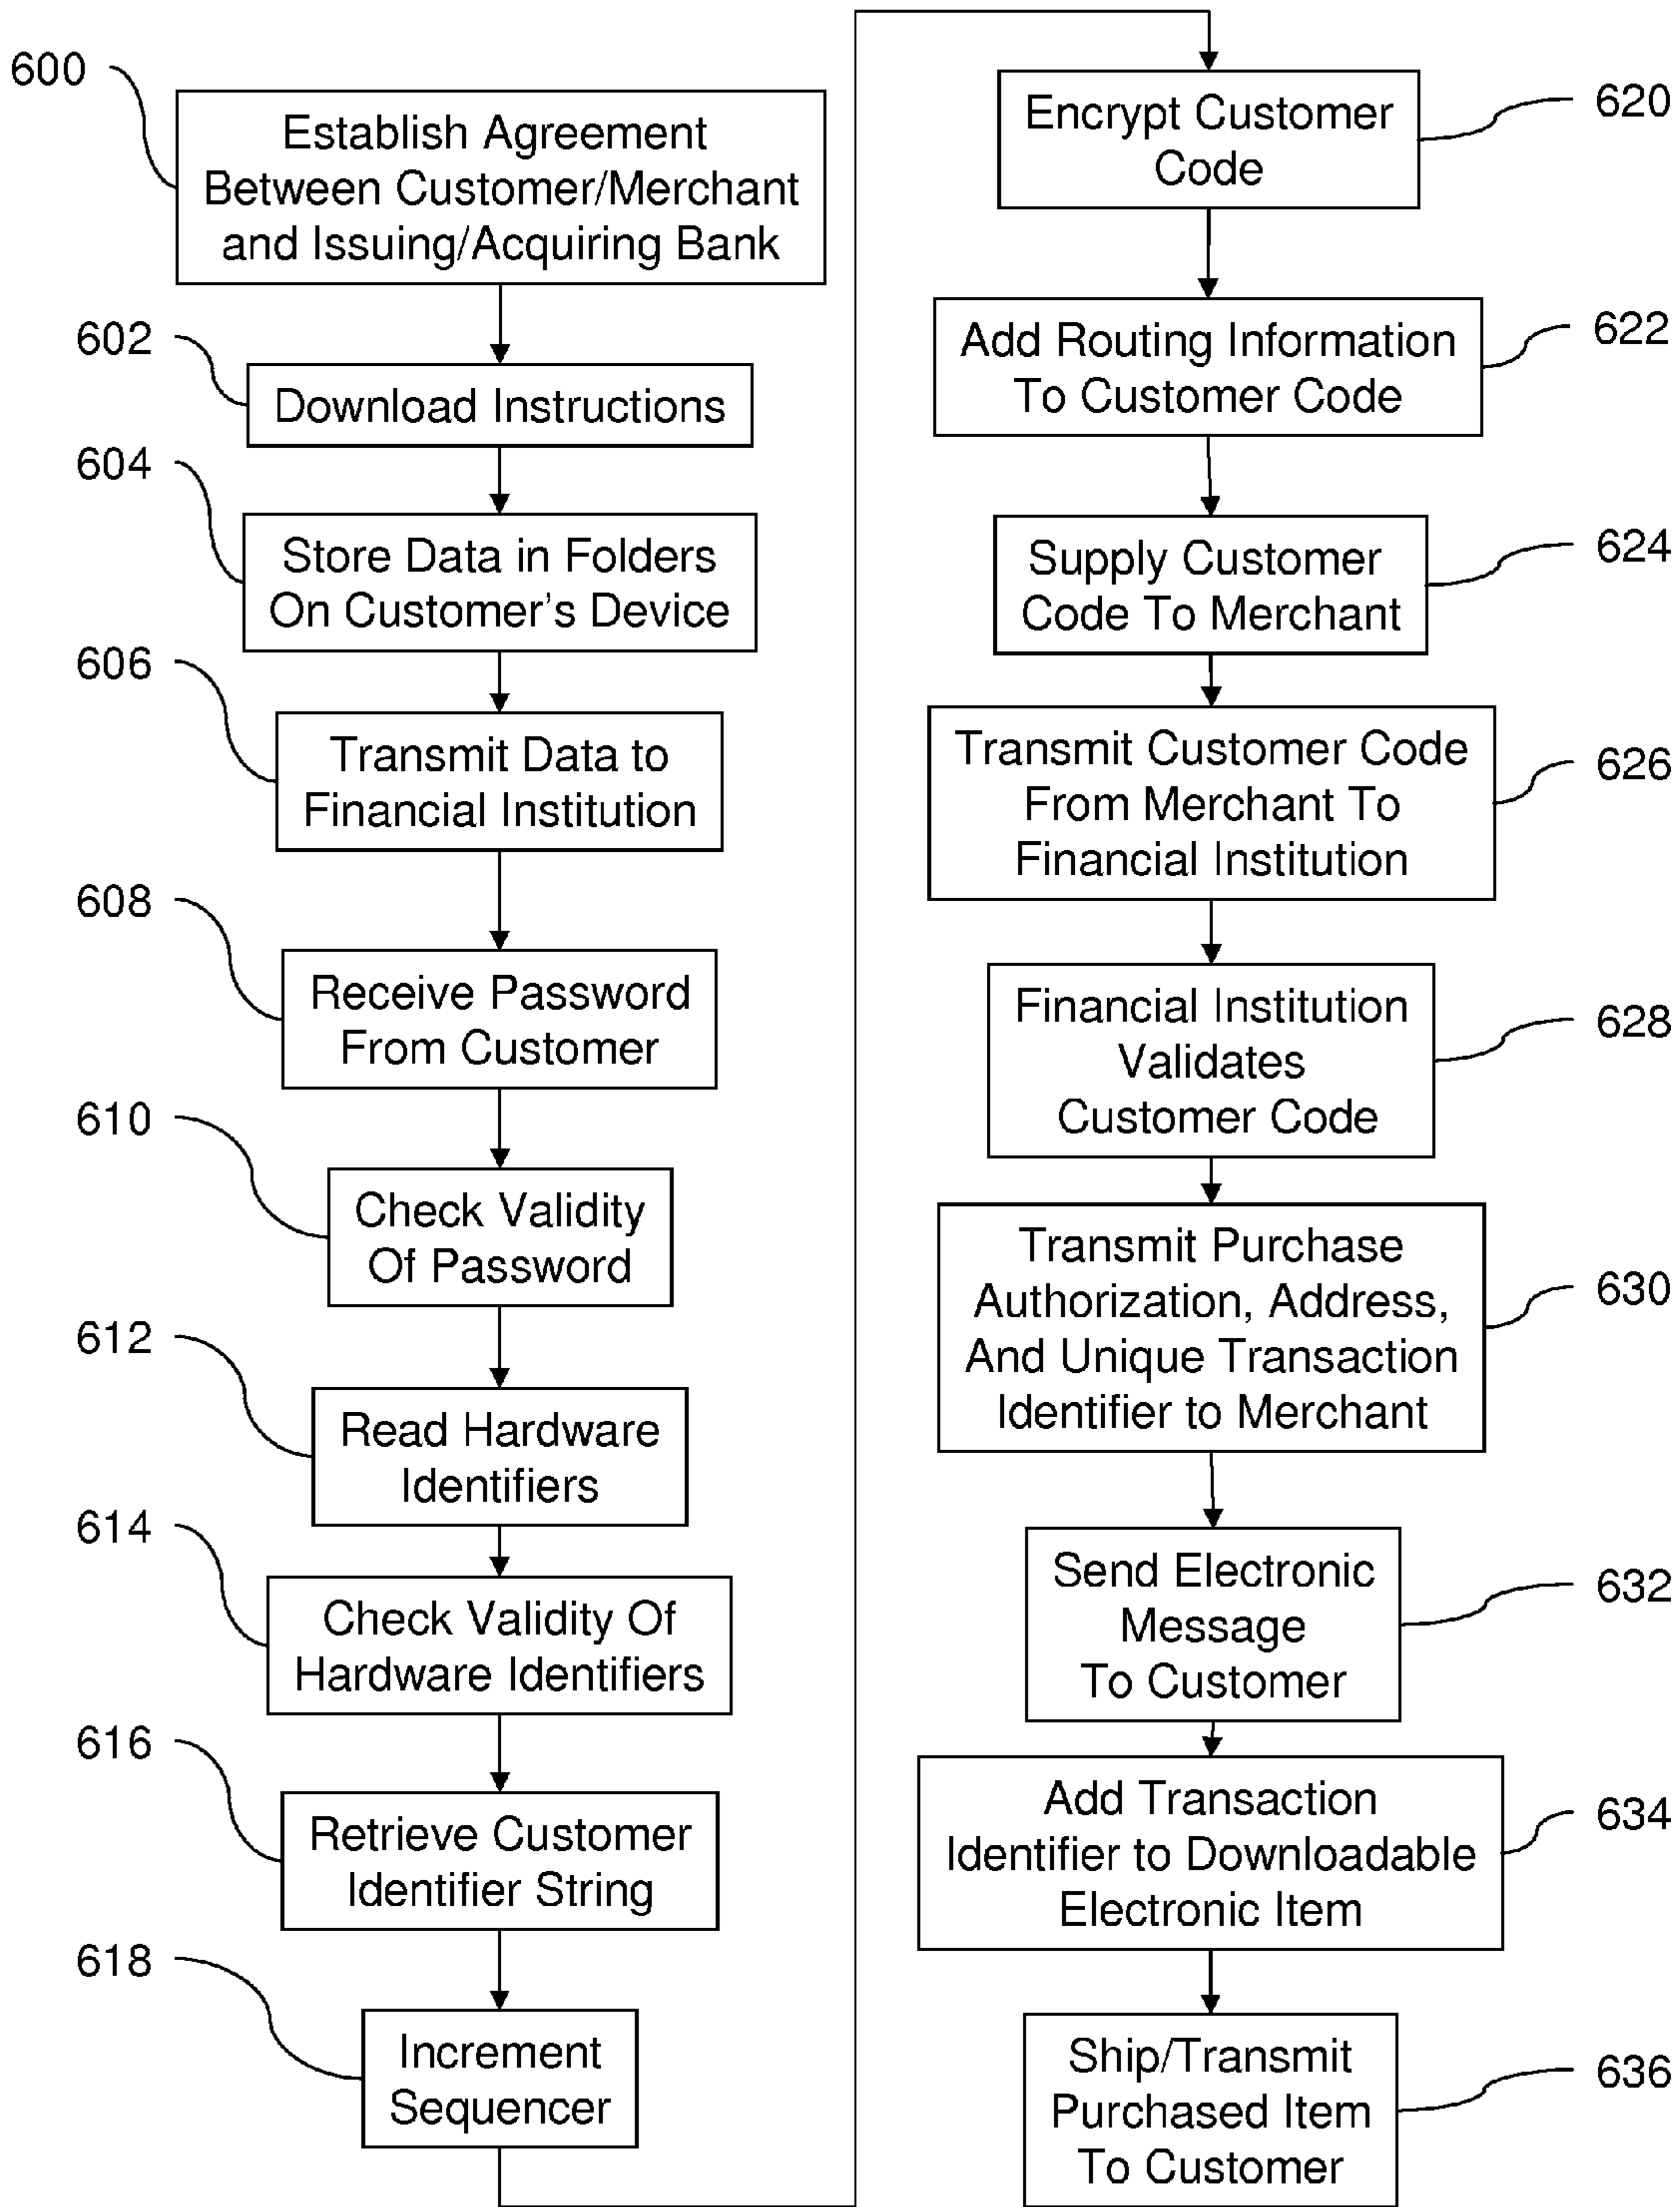 600
Establish Agreement
Between Customer/Merchant
and Issuing/Acquiring Bank
602
Download Instructions
604
Store Data in Folders
On Customer's Device
606
Transmit Data to
Financial Institution
608
Receive Password
From Customer
610
Check Validity
Of Password
612
Read Hardware
Identifiers
614
Check Validity Of
Hardware Identifiers
616
Retrieve Customer
Identifier String
618
Increment
Sequencer
Encrypt Customer
Code
620
Add Routing Information
To Customer Code
622
Supply Customer
Code To Merchant
624
Transmit Customer Code
From Merchant To
Financial Institution
626
Financial Institution
Validates
Customer Code
628
Transmit Purchase
Authorization, Address,
And Unique Transaction
Identifier to Merchant
630
Send Electronic
Message
To Customer
632
Add Transaction
Identifier to Downloadable
Electronic Item
634
Ship/Transmit
Purchased Item
To Customer
636